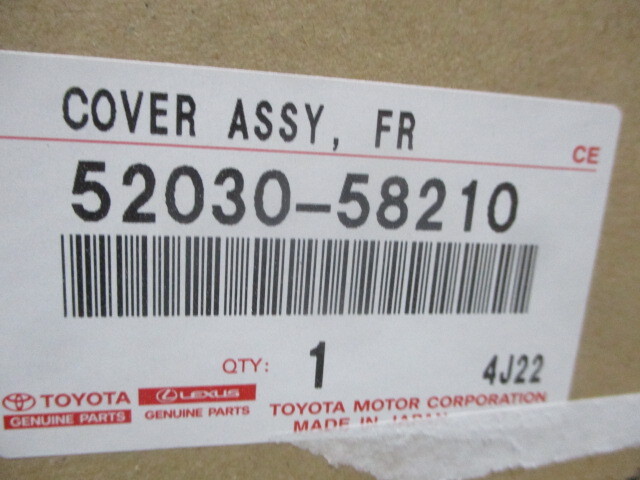 COVER ASSY, FR
CE
52030-58210
QTY: 1 4J22
TOYOTA LEXUS TOYOTA MOTOR CORPORATION
GENUINE PARTS GENUINE PARTS MADE IN JAPAN